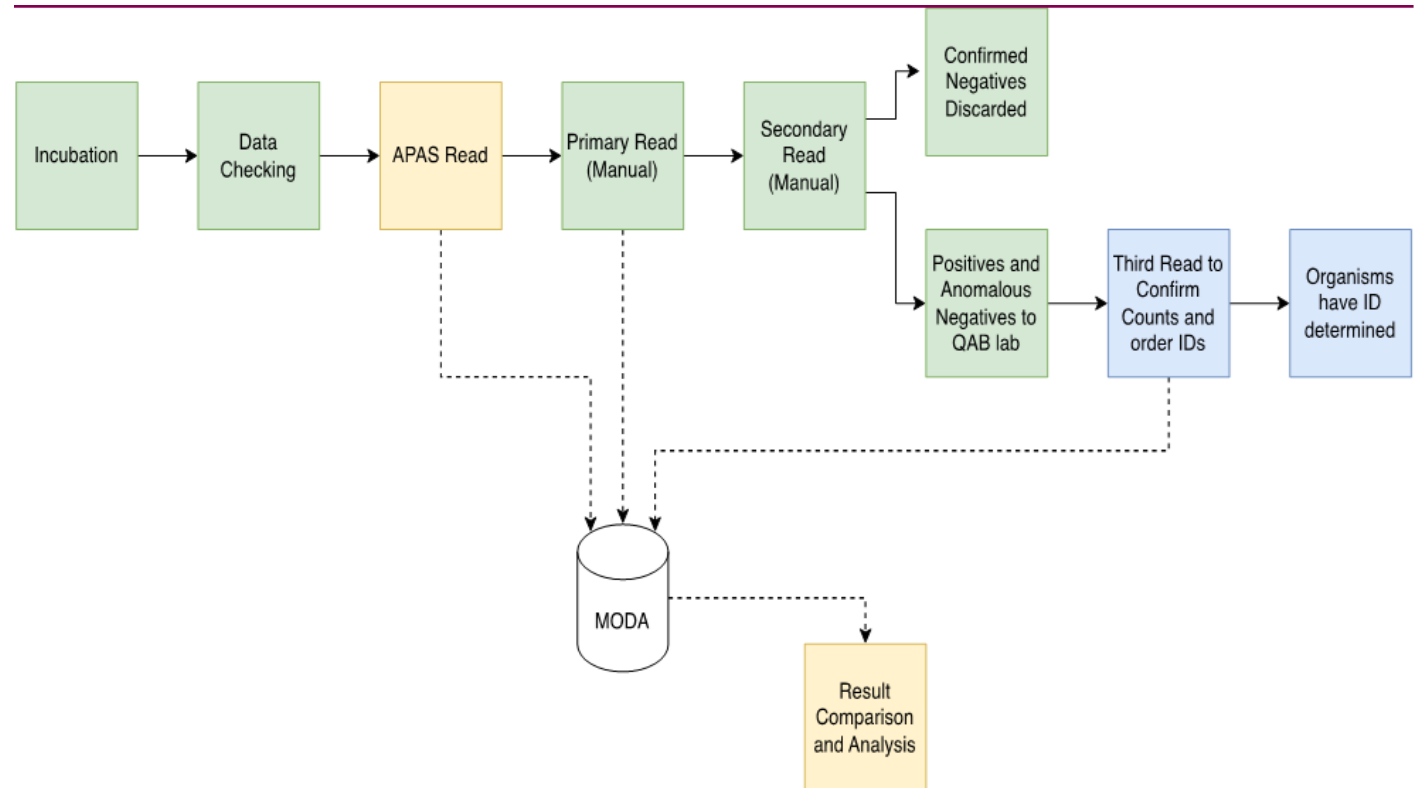 Incubation
Data
Checking
APAS Read
Primary Read
(Manual)
Secondary
Read
(Manual)
Confirmed
Negatives
Discarded
Positives and
Anomalous
Negatives to
QAB lab
Third Read to
Confirm
Counts and
order IDs
Organisms
have ID
determined
MODA
Result
Comparison
and Analysis